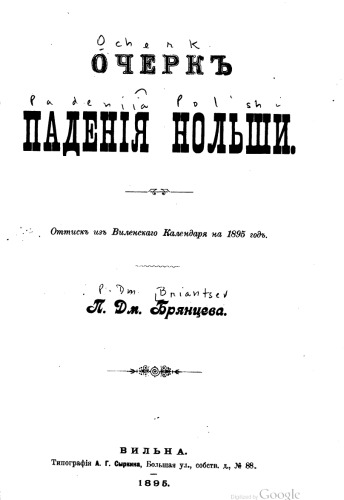 Ocherk
ОЧЕРКЪ
Padeniia Pol'shi
ПАДЕНІЯ ПОЛЬШИ.
Оттискъ изъ Виленскаго Календаря на 1895 годъ.
P. Dm. Briantsev
П. Дм. Брянцева.
ВИЛЬНА.
Типографія А. Г. Сыркина, Большая ул., собств. д., № 88.
1895.
Digitized by Google